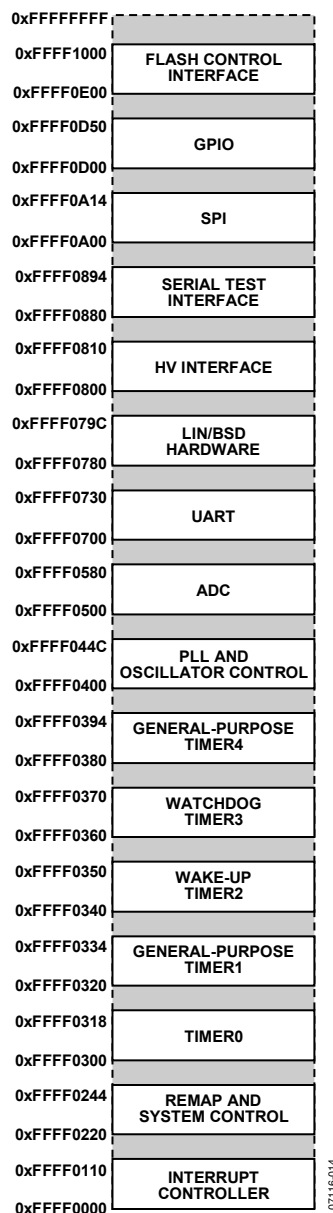 0xFFFFFFFF
0xFFFF1000
FLASH CONTROL
INTERFACE
0xFFFF0E00
0xFFFF0D50
GPIO
0xFFFF0D00
0xFFFF0A14
SPI
0xFFFF0A00
0xFFFF0894
SERIAL TEST
INTERFACE
0xFFFF0880
0xFFFF0810
HV INTERFACE
0xFFFF0800
0xFFFF079C
LIN/BSD
HARDWARE
0xFFFF0780
0xFFFF0730
UART
0xFFFF0700
0xFFFF0580
ADC
0xFFFF0500
0xFFFF044C
PLL AND
OSCILLATOR CONTROL
0xFFFF0400
0xFFFF0394
GENERAL-PURPOSE
TIMER4
0xFFFF0380
0xFFFF0370
WATCHDOG
TIMER3
0xFFFF0360
0xFFFF0350
WAKE-UP
TIMER2
0xFFFF0340
0xFFFF0334
GENERAL-PURPOSE
TIMER1
0xFFFF0320
0xFFFF0318
TIMER0
0xFFFF0300
0xFFFF0244
REMAP AND
SYSTEM CONTROL
0xFFFF0220
0xFFFF0110
INTERRUPT
CONTROLLER
0xFFFF0000
07116-014